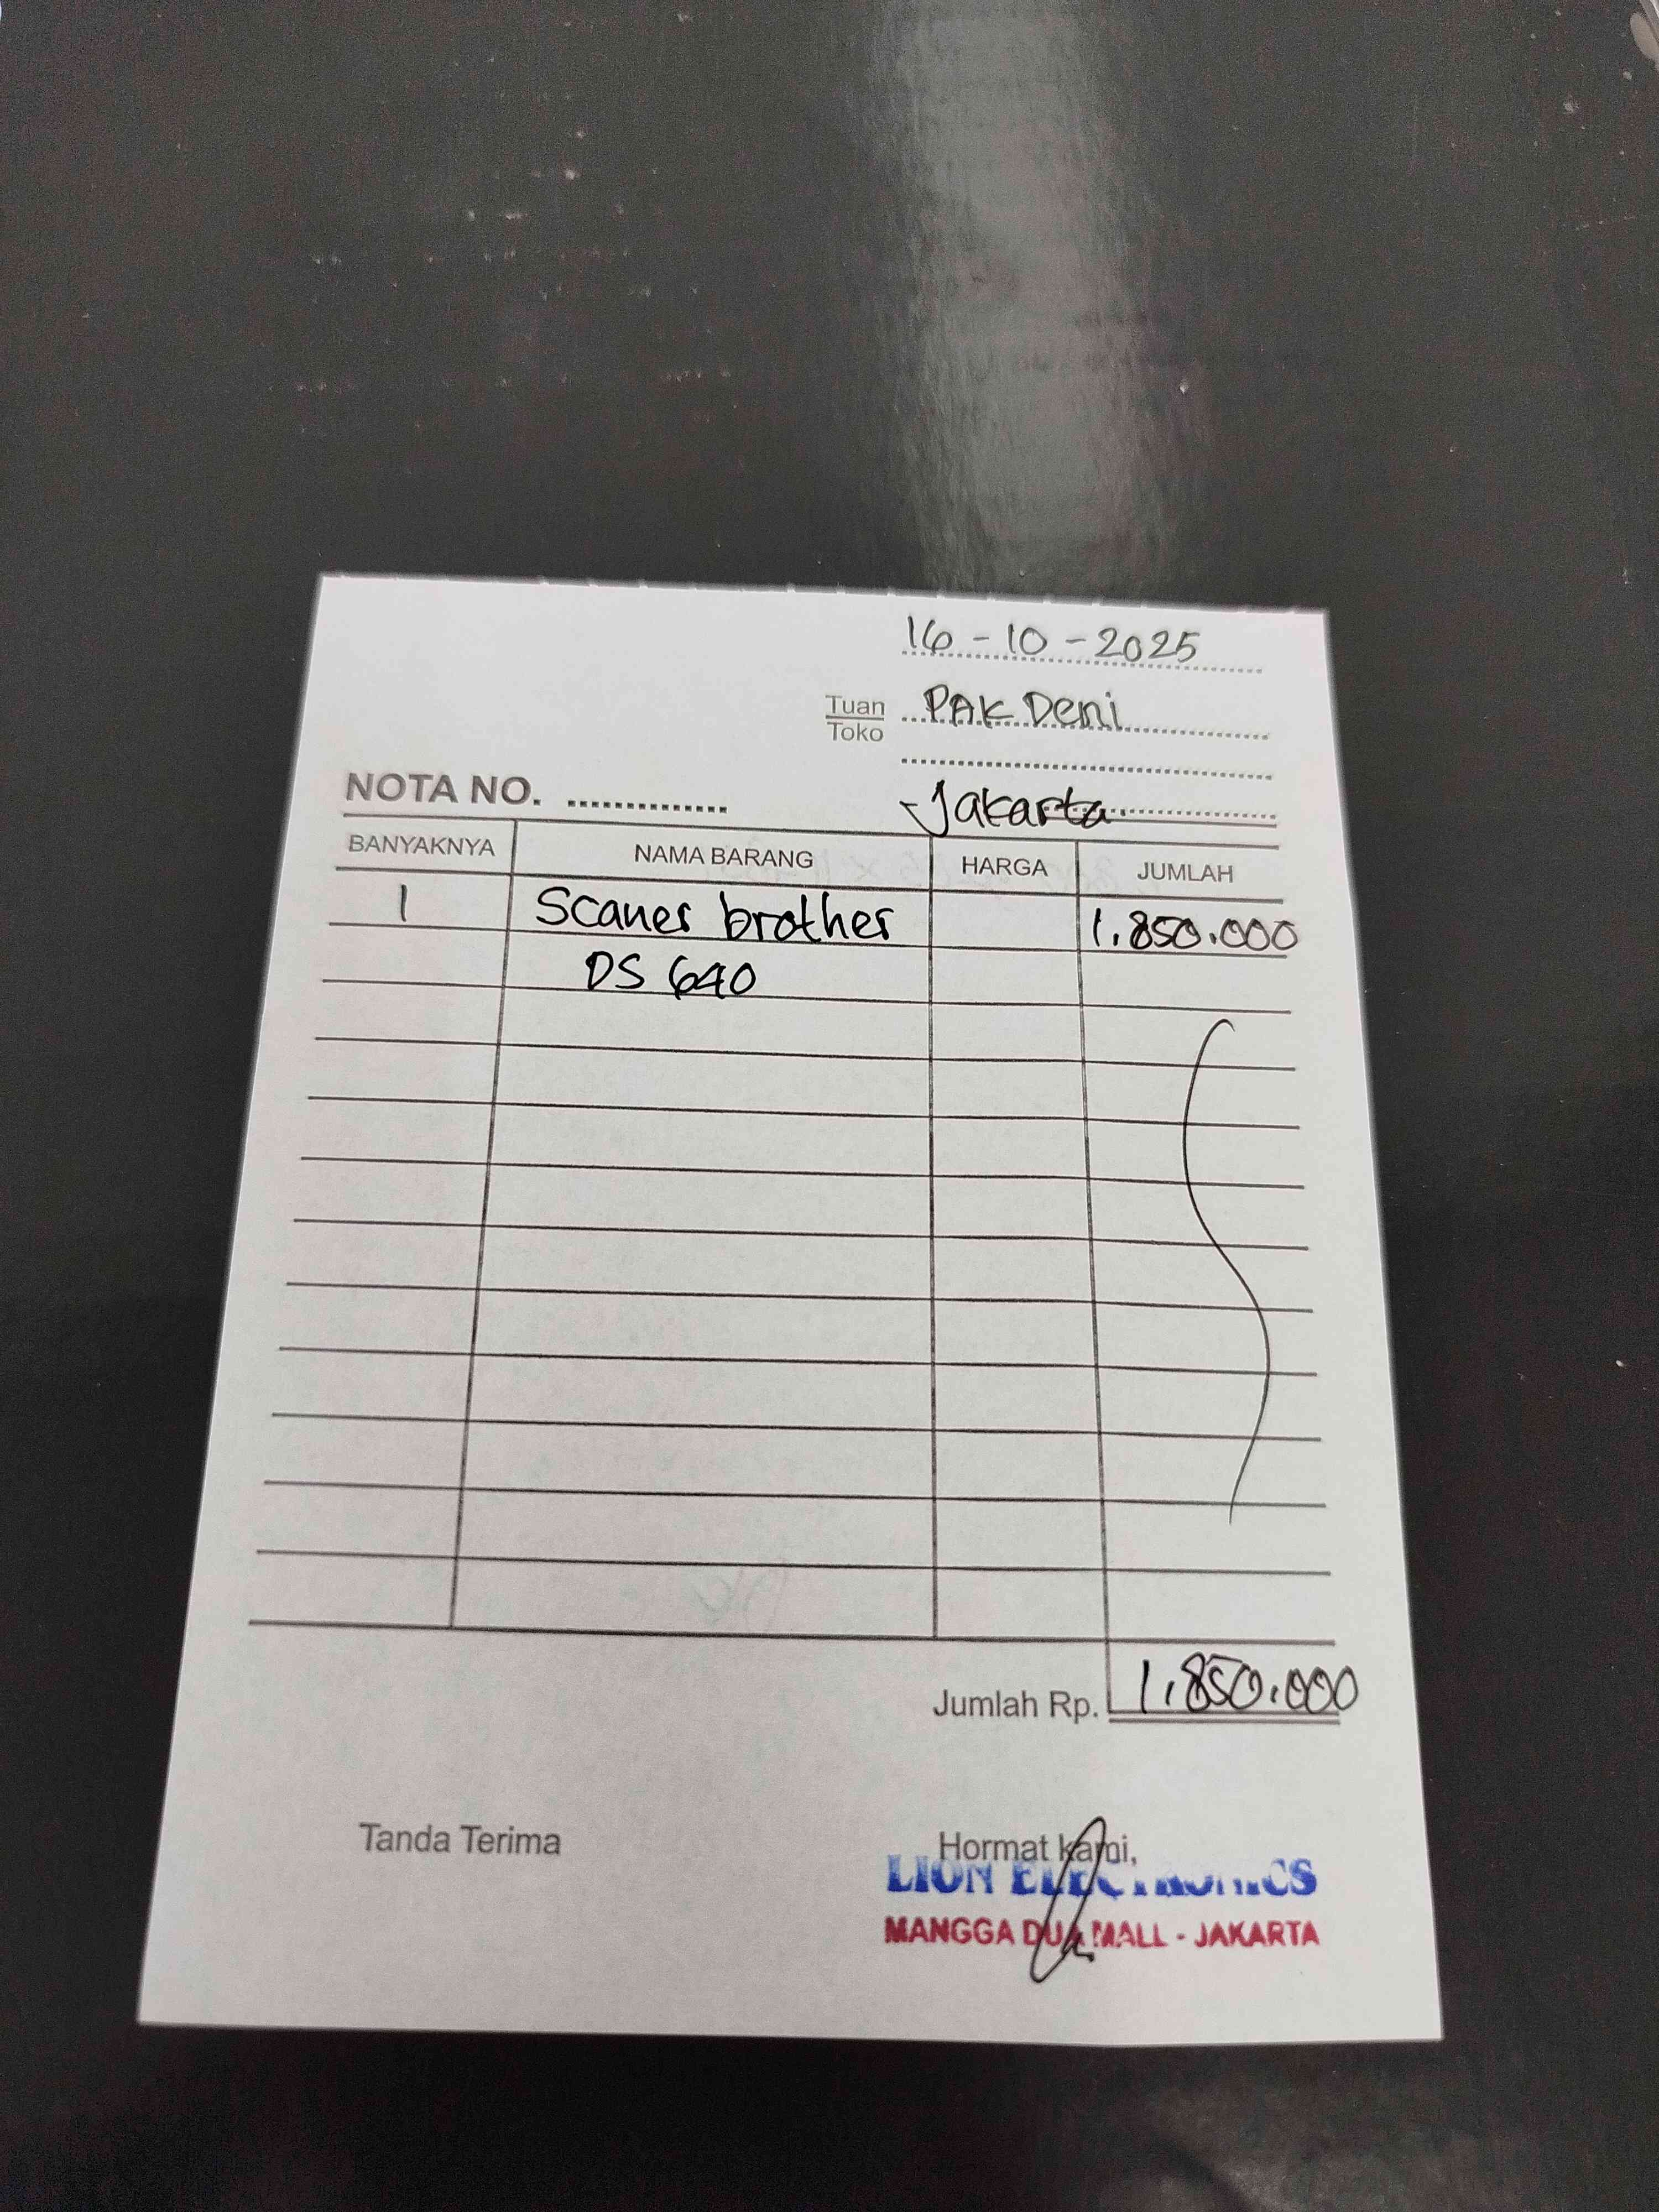 16-10-2025
Tuan
Toko
PAK Deni
Jakarta
NOTA NO.
BANYAKNYA NAMA BARANG HARGA JUMLAH
1 Scaner brother 1.850.000
DS 640
Jumlah Rp. 1.850.000
Tanda Terima Hormat kami,
LION ELECTRONICS
MANGGA DUA MALL - JAKARTA